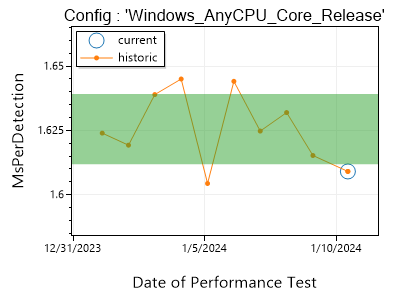 Config : 'Windows_AnyCPU_Core_Release'
current
historic
1.65
1.625
1.6
MsPerDetection
12/31/2023
1/5/2024
1/10/2024
Date of Performance Test